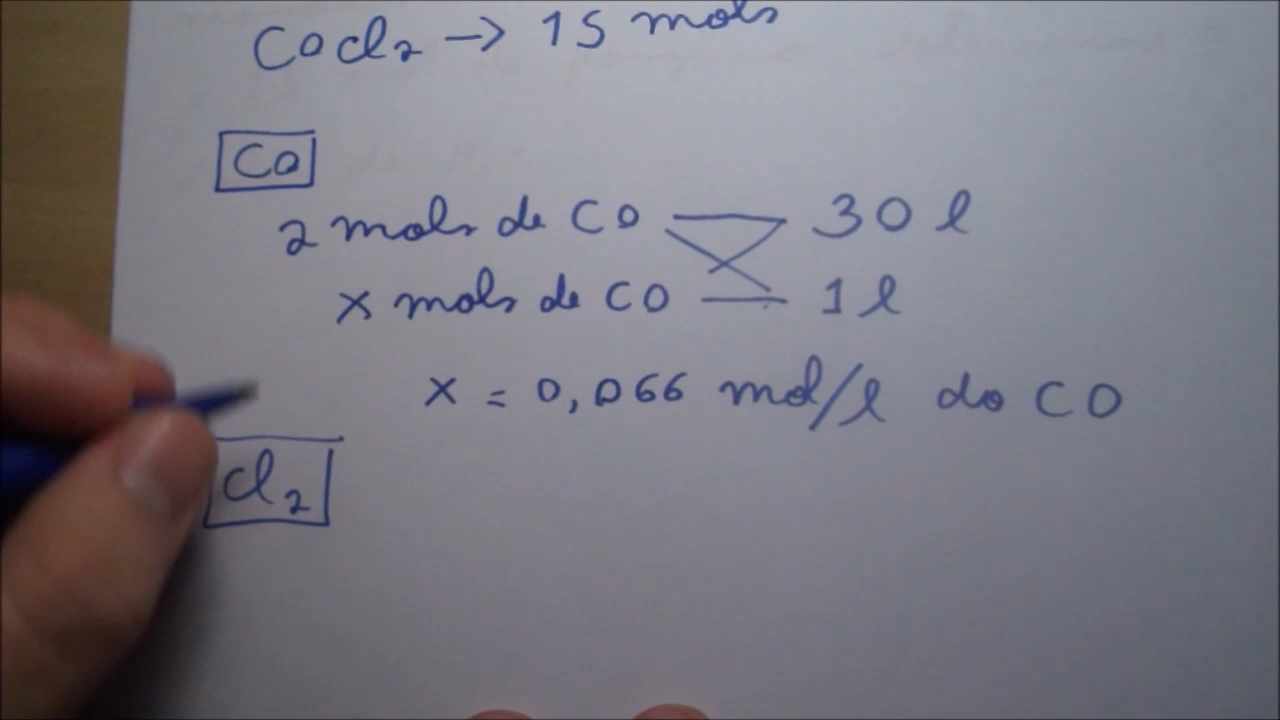 COCl2 → 15 mols
CO
2 mols de CO — 30 l
x mols de CO — 1 l
x = 0,066 mol/l do CO
Cl2